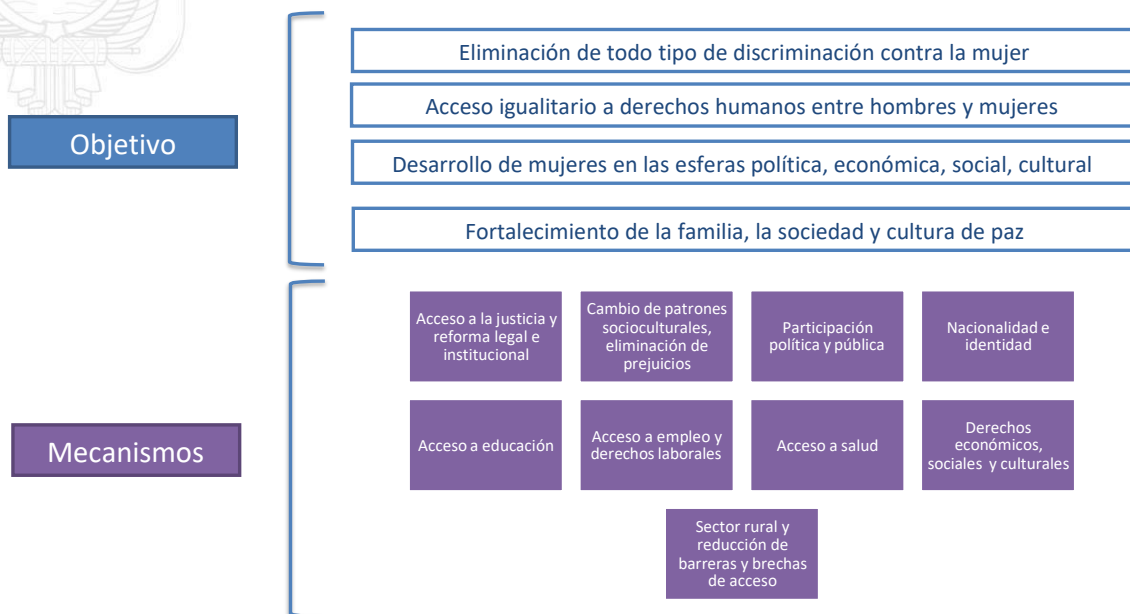 Objetivo
Eliminación de todo tipo de discriminación contra la mujer
Acceso igualitario a derechos humanos entre hombres y mujeres
Desarrollo de mujeres en las esferas política, económica, social, cultural
Fortalecimiento de la familia, la sociedad y cultura de paz
Mecanismos
Acceso a la justicia y
reforma legal e
institucional
Cambio de patrones
socioculturales,
eliminación de
prejuicios
Participación
política y pública
Nacionalidad e
identidad
Acceso a educación
Acceso a empleo y
derechos laborales
Acceso a salud
Derechos
económicos,
sociales y culturales
Sector rural y
reducción de
barreras y brechas
de acceso